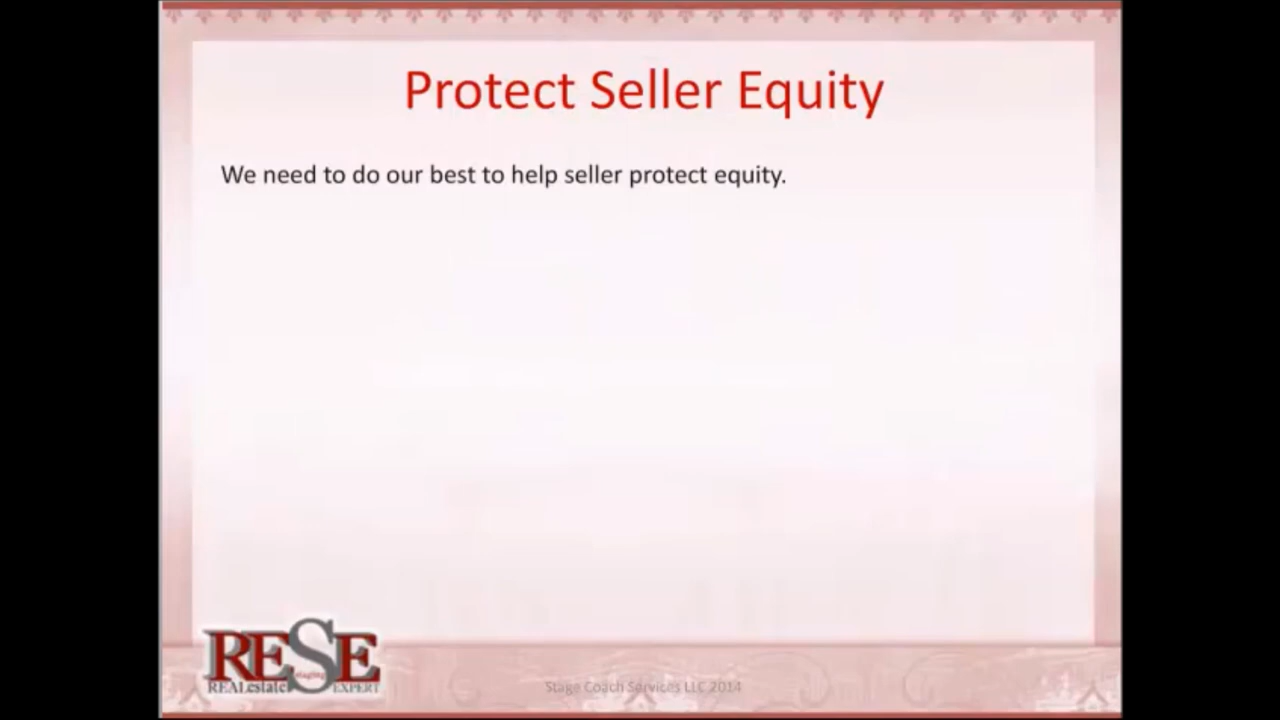 Protect Seller Equity
We need to do our best to help seller protect equity.
RESE
staging
REALestate EXPERT
Stage Coach Services LLC 2014